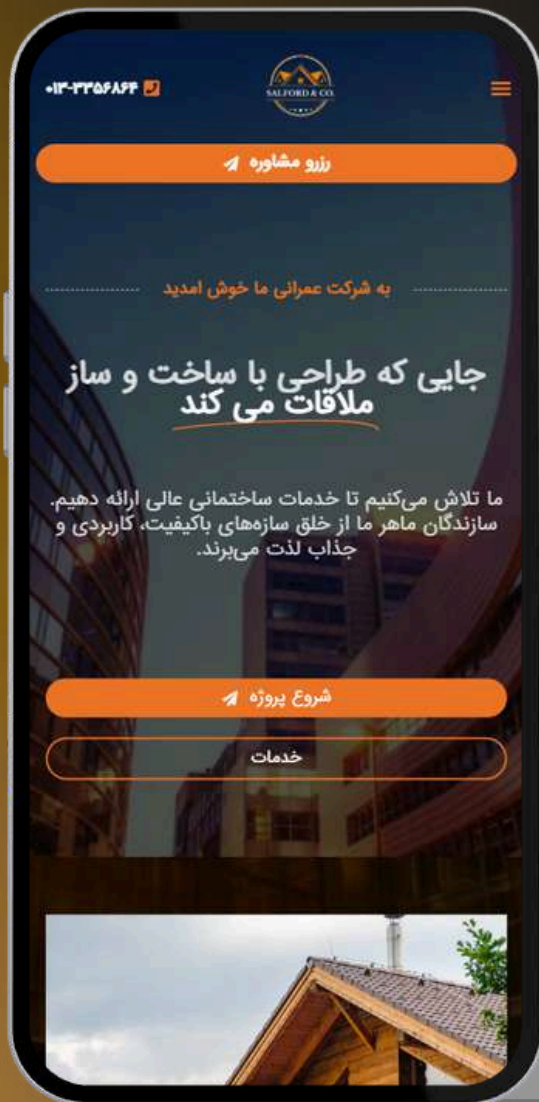 ۰۱۳-۳۳۵۶۸۶۴
SALFORD & CO.
رزرو مشاوره
به شرکت عمرانی ما خوش امدید
جایی که طراحی با ساخت و ساز
ملاقات می کند
ما تلاش می‌کنیم تا خدمات ساختمانی عالی ارائه دهیم.
سازندگان ماهر ما از خلق سازه‌های باکیفیت، کاربردی و
جذاب لذت می‌برند.
شروع پروژه
خدمات